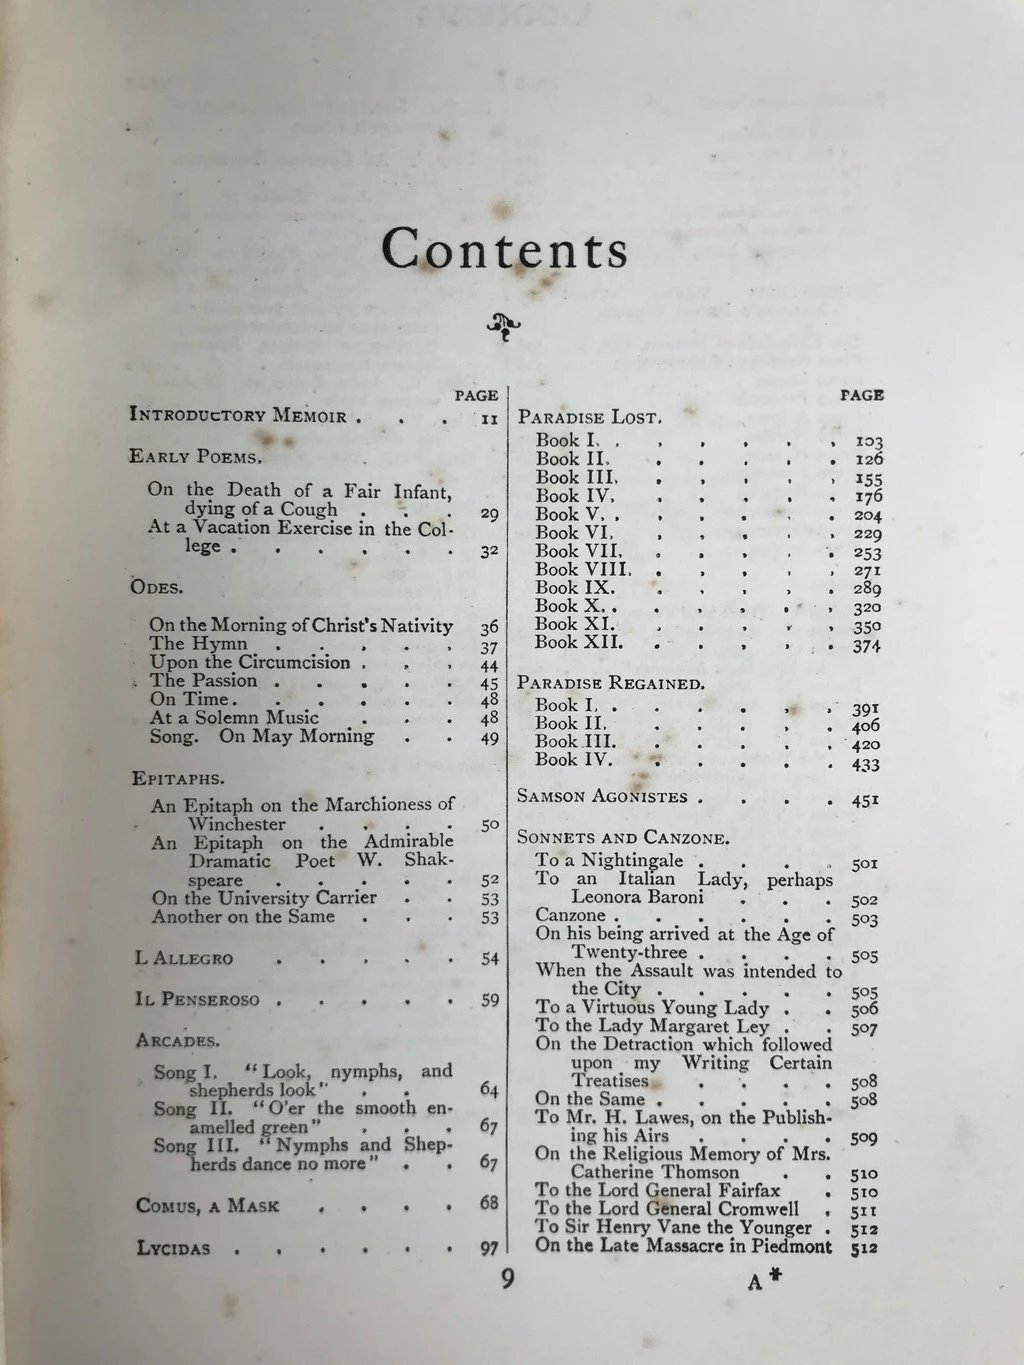 Contents
PAGE
INTRODUCTORY MEMOIR . . . 11
EARLY POEMS.
On the Death of a Fair Infant,
dying of a Cough . . . 29
At a Vacation Exercise in the Col-
lege . . . . . . 32
ODES.
On the Morning of Christ's Nativity 36
The Hymn . . . . . 37
Upon the Circumcision . . . 44
The Passion . . . . . 45
On Time . . . . . . 48
At a Solemn Music . . . 48
Song. On May Morning . . 49
EPITAPHS.
An Epitaph on the Marchioness of
Winchester . . . . 50
An Epitaph on the Admirable
Dramatic Poet W. Shak-
speare . . . . . 52
On the University Carrier . . 53
Another on the Same . . . 53
L ALLEGRO . . . . . 54
IL PENSEROSO . . . . . 59
ARCADES.
Song I. "Look, nymphs, and
shepherds look" . . 64
Song II. "O'er the smooth en-
amelled green" . . . 67
Song III. "Nymphs and Shep-
herds dance no more" . . 67
COMUS, A MASK . . . . 68
LYCIDAS . . . . . . 97
PAGE
PARADISE LOST.
Book I. . . . . . . 103
Book II. . . . . . 126
Book III. . . . . . 155
Book IV. . . . . . 176
Book V. . . . . . . 204
Book VI. . . . . . 229
Book VII. . . . . . 253
Book VIII. . . . . . 271
Book IX. . . . . . 289
Book X. . . . . . . 320
Book XI. . . . . . 350
Book XII. . . . . . 374
PARADISE REGAINED.
Book I. . . . . . . 391
Book II. . . . . . 406
Book III. . . . . . 420
Book IV. . . . . . 433
SAMSON AGONISTES . . . . 451
SONNETS AND CANZONE.
To a Nightingale . . . . 501
To an Italian Lady, perhaps
Leonora Baroni . . . 502
Canzone . . . . . . 503
On his being arrived at the Age of
Twenty-three . . . . 505
When the Assault was intended to
the City . . . . . 505
To a Virtuous Young Lady . . 506
To the Lady Margaret Ley . . 507
On the Detraction which followed
upon my Writing Certain
Treatises . . . . 508
On the Same . . . . . 508
To Mr. H. Lawes, on the Publish-
ing his Airs . . . . 509
On the Religious Memory of Mrs.
Catherine Thomson . . 510
To the Lord General Fairfax . 510
To the Lord General Cromwell . 511
To Sir Henry Vane the Younger . 512
On the Late Massacre in Piedmont 512
9
A*